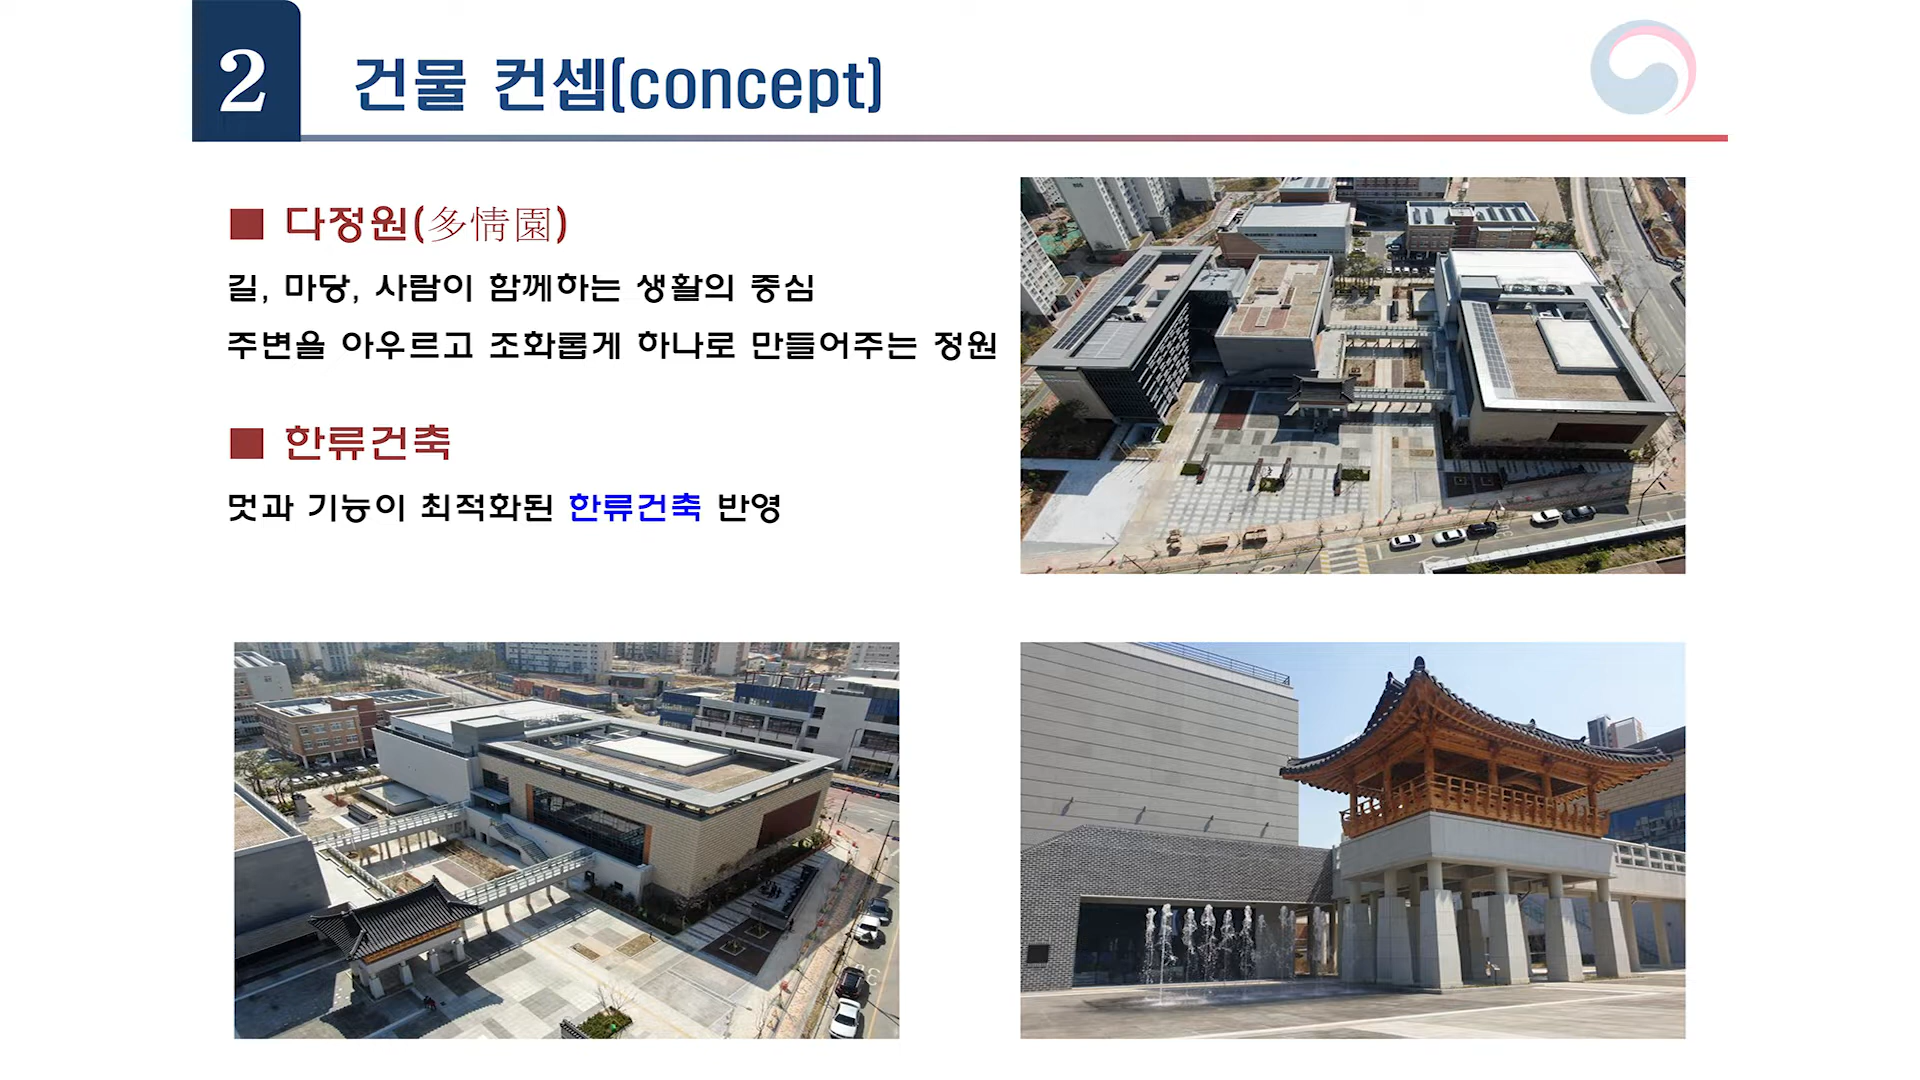 2
건물 컨셉(concept)
■ 다정원(多情園)
길, 마당, 사람이 함께하는 생활의 중심
주변을 아우르고 조화롭게 하나로 만들어주는 정원
■ 한류건축
멋과 기능이 최적화된 한류건축 반영